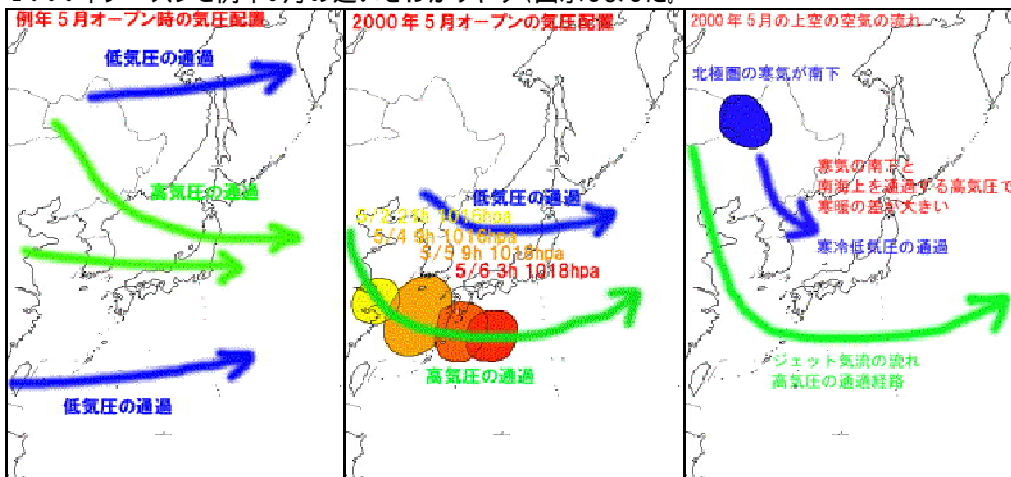 例年５月オープン時の気圧配置
低気圧の通過
高気圧の通過
低気圧の通過
2000年５月オープンの気圧配置
低気圧の通過
5/2 21h 1016hpa
5/4 9h 1016hpa
5/5 9h 1018hpa
5/6 3h 1018hpa
高気圧の通過
2000年５月の上空の空気の流れ
北極圏の寒気が南下
寒気の南下と
南海上を通過する高気圧で
寒暖の差が大きい
寒冷低気圧の通過
ジェット気流の流れ
高気圧の通過経路